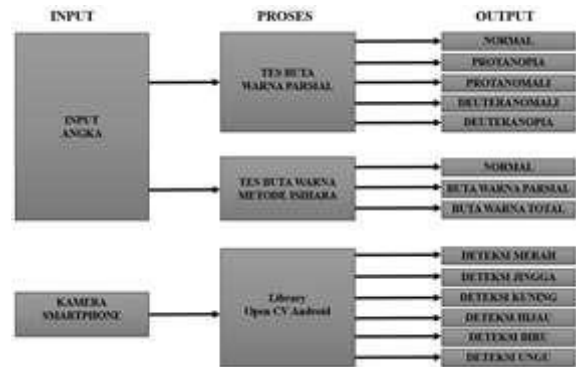 INPUT
PROSES
OUTPUT
INPUT
ANGKA
TES BUTA
WARNA PARSIAL
NORMAL
PROTANOPIA
PROTANOMALI
DEUTERANOMALI
DEUTERANOPIA
TES BUTA WARNA
METODE ISIHARA
NORMAL
BUTA WARNA PARSIAL
BUTA WARNA TOTAL
KAMERA
SMARTPHONE
Library
Open CV Android
DETEKSI MERAH
DETEKSI JINGGA
DETEKSI KUNING
DETEKSI HIJAU
DETEKSI BIRU
DETEKSI UNGU